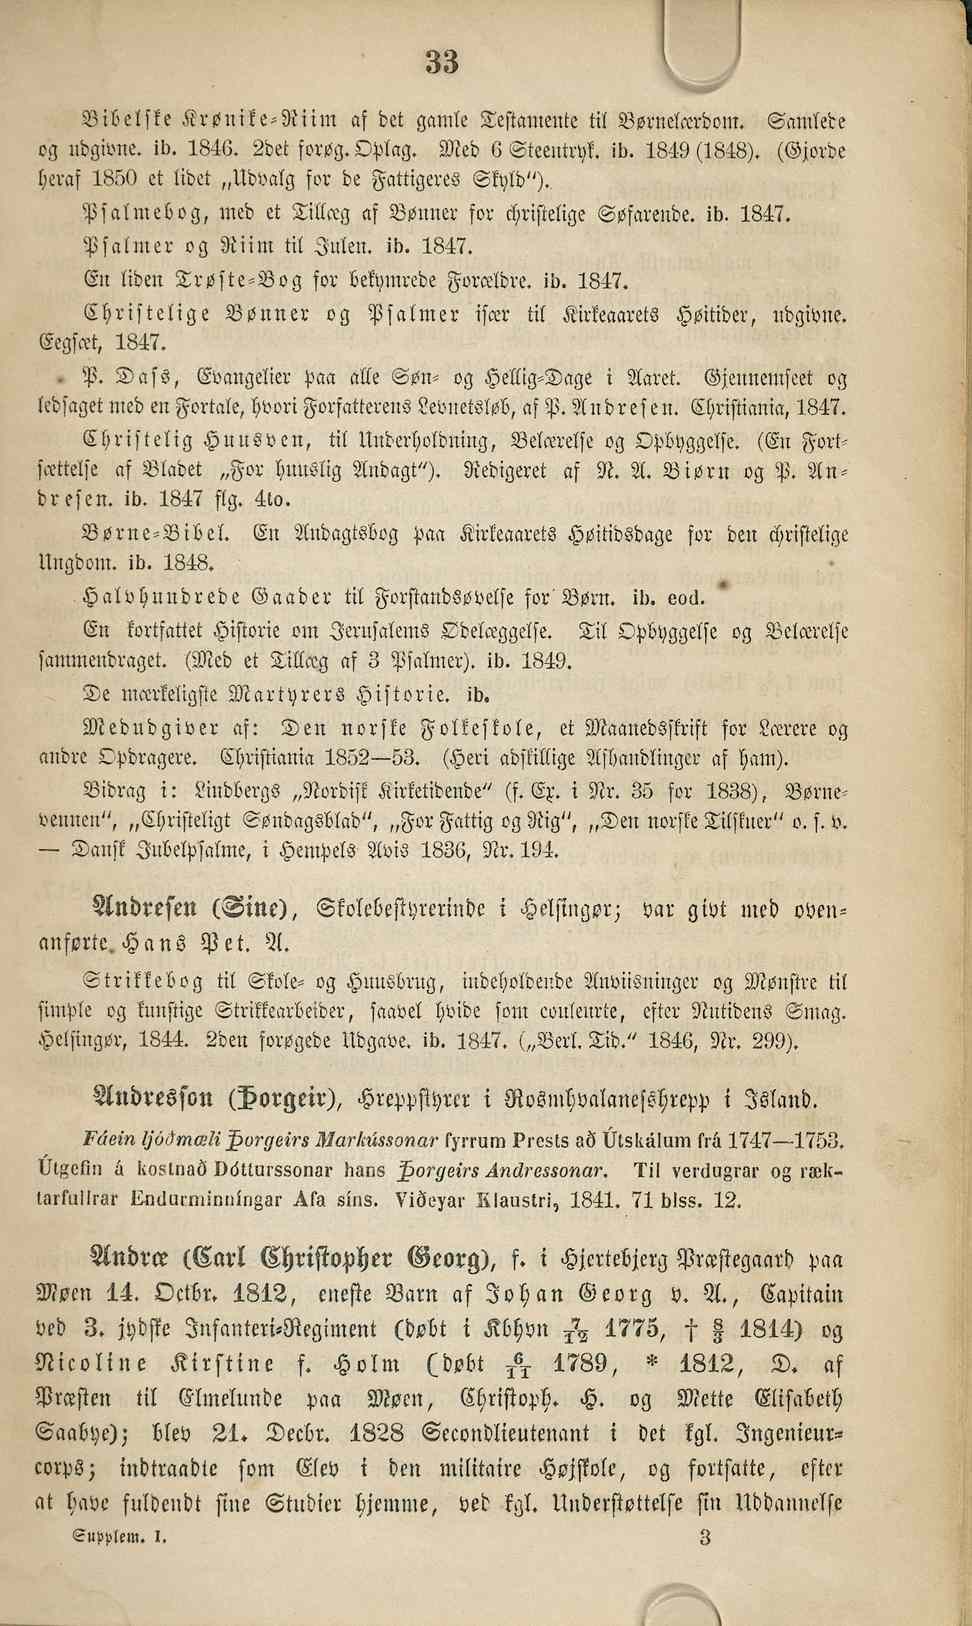 33
Bibelske Krønike-Riim af det gamle Testamente til Børnelærdom. Samlede
og udgivne. ib. 1846. 2det forøg. Oplag. Med 6 Steentryk. ib. 1849 (1848). (Gjorde
heraf 1850 et lidet „Udvalg for de Fattigeres Skyld“).
Psalmebog, med et Tillæg af Bønner for christelige Søfarende. ib. 1847.
Psalmer og Riim til Julen. ib. 1847.
En liden Trøste-Bog for bekymrede Forældre. ib. 1847.
Christelige Bønner og Psalmer især til Kirkeaarets Høitider, udgivne.
Eegsæt, 1847.
P. Dass, Evangelier paa alle Søn- og Hellig-Dage i Aaret. Gjennemseet og
ledsaget med en Fortale, hvori Forfatterens Levnetsløb, af P. Andresen. Christiania, 1847.
Christelig Huusven, til Underholdning, Belærelse og Opbyggelse. (En Fort-
sættelse af Bladet „For huuslig Andagt“). Redigeret af N. A. Biørn og P. An-
dresen. ib. 1847 flg. 4to.
Børne-Bibel. En Andagtsbog paa Kirkeaarets Høitidsdage for den christelige
Ungdom. ib. 1848.
Halvhundrede Gaader til Forstandsøvelse for Børn. ib. eod.
En kortfattet Historie om Jerusalems Ødelæggelse. Til Opbyggelse og Belærelse
sammendraget. (Med et Tillæg af 3 Psalmer). ib. 1849.
De mærkeligste Martyrers Historie. ib.
Medudgiver af: Den norske Folkeskole, et Maanedsskrift for Lærere og
andre Opdragere. Christiania 1852—53. (Heri adskillige Afhandlinger af ham).
Bidrag i: Lindbergs „Nordisk Kirketidende“ (f. Ex. i Nr. 35 for 1838), Børne-
vennen“, „Christeligt Søndagsblad“, „For Fattig og Rig“, „Den norske Tilskuer“ o. s. v.
— Dansk Jubelpsalme, i Hempels Avis 1836, Nr. 194.
Andresen (Sine), Skolebestyrerinde i Helsingør; var givt med oven-
anførte Hans Pet. A.
Strikkebog til Skole- og Huusbrug, indeholdende Anviisninger og Mønstre til
simple og kunstige Strikkearbeider, saavel hvide som couleurte, efter Nutidens Smag.
Helsingør, 1844. 2den forøgede Udgave. ib. 1847. („Berl. Tid.“ 1846, Nr. 299).
Andresson (Þorgeir), Hreppstyrer i Rosmhvalanesshrepp i Island.
Fáein ljóðmæli Þorgeirs Markússonar fyrrum Prests að Útskálum frá 1747—1753.
Útgefin á kostnað Dótturssonar hans Þorgeirs Andressonar. Til verdugrar og ræk-
tarfullrar Endurminníngar Afa síns. Viðeyar Klaustri, 1841. 71 blss. 12.
Andræ (Carl Christopher Georg), f. i Hjertebjerg Præstegaard paa
Møen 14. Octbr. 1812, eneste Barn af Johan Georg v. A., Capitain
ved 3. jydske Infanteri-Regiment (døbt i Kbhvn 7/12 1775, † 8/3 1814) og
Nicoline Kirstine f. Holm (døbt 6/11 1789, * 1812, D. af
Præsten til Elmelunde paa Møen, Christoph. H. og Mette Elisabeth
Saabye); blev 21. Decbr. 1828 Secondlieutenant i det kgl. Ingenieur-
corps; indtraadte som Elev i den militaire Højskole, og fortsatte, efter
at have fuldendt sine Studier hjemme, ved kgl. Understøttelse sin Uddannelse
Supplem. I. 3